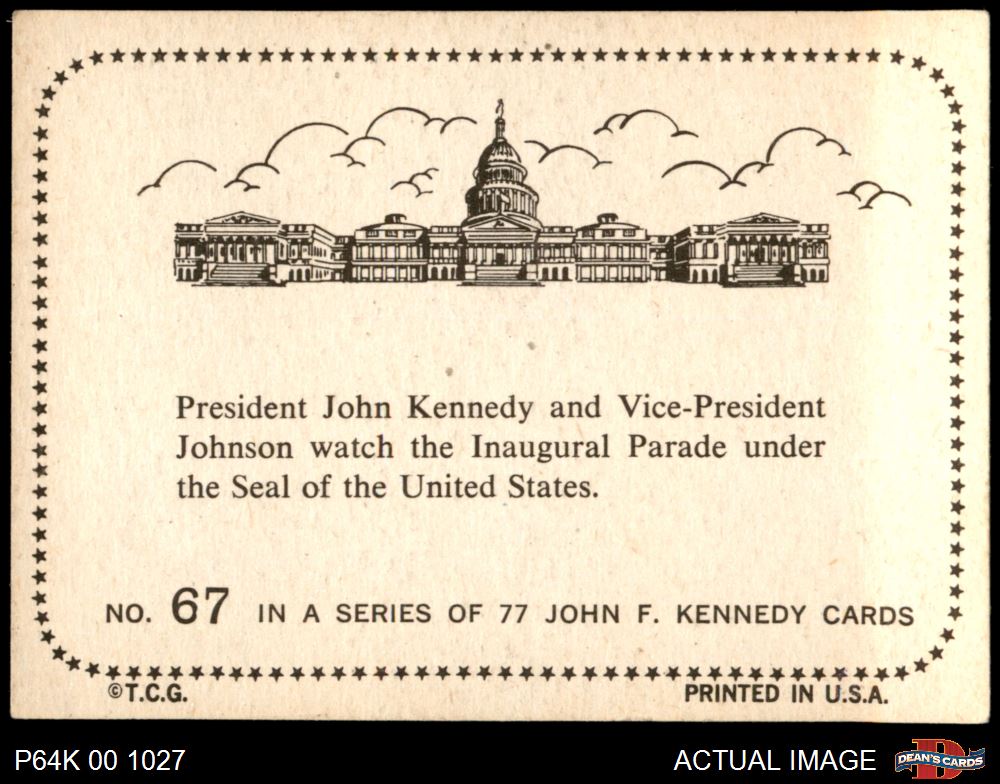 President John Kennedy and Vice-President
Johnson watch the Inaugural Parade under
the Seal of the United States.
NO. 67 IN A SERIES OF 77 JOHN F. KENNEDY CARDS
©T.C.G. PRINTED IN U.S.A.
P64K 00 1027 ACTUAL IMAGE D DEAN'S CARDS